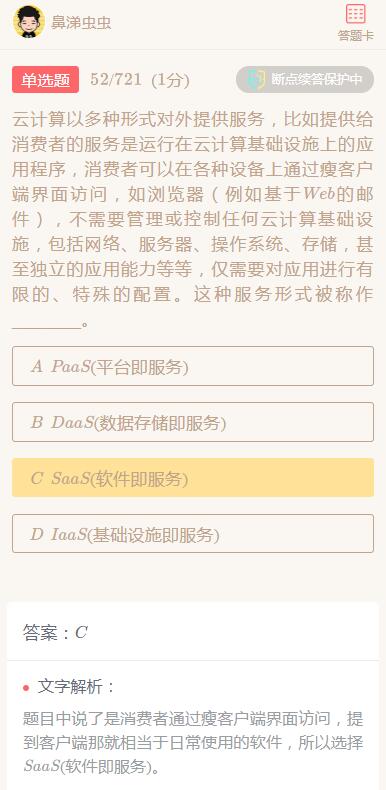 鼻涕虫虫
答题卡
单选题 52/721 (1分) 断点续答保护中
云计算以多种形式对外提供服务，比如提供给
消费者的服务是运行在云计算基础设施上的应
用程序，消费者可以在各种设备上通过瘦客户
端界面访问，如浏览器（例如基于Web的邮
件），不需要管理或控制任何云计算基础设
施，包括网络、服务器、操作系统、存储，甚
至独立的应用能力等等，仅需要对应用进行有
限的、特殊的配置。这种服务形式被称作
________。
A PaaS(平台即服务)
B DaaS(数据存储即服务)
C SaaS(软件即服务)
D IaaS(基础设施即服务)
答案：C
文字解析：
题目中说了是消费者通过瘦客户端界面访问，提
到客户端那就相当于日常使用的软件，所以选择
SaaS(软件即服务)。